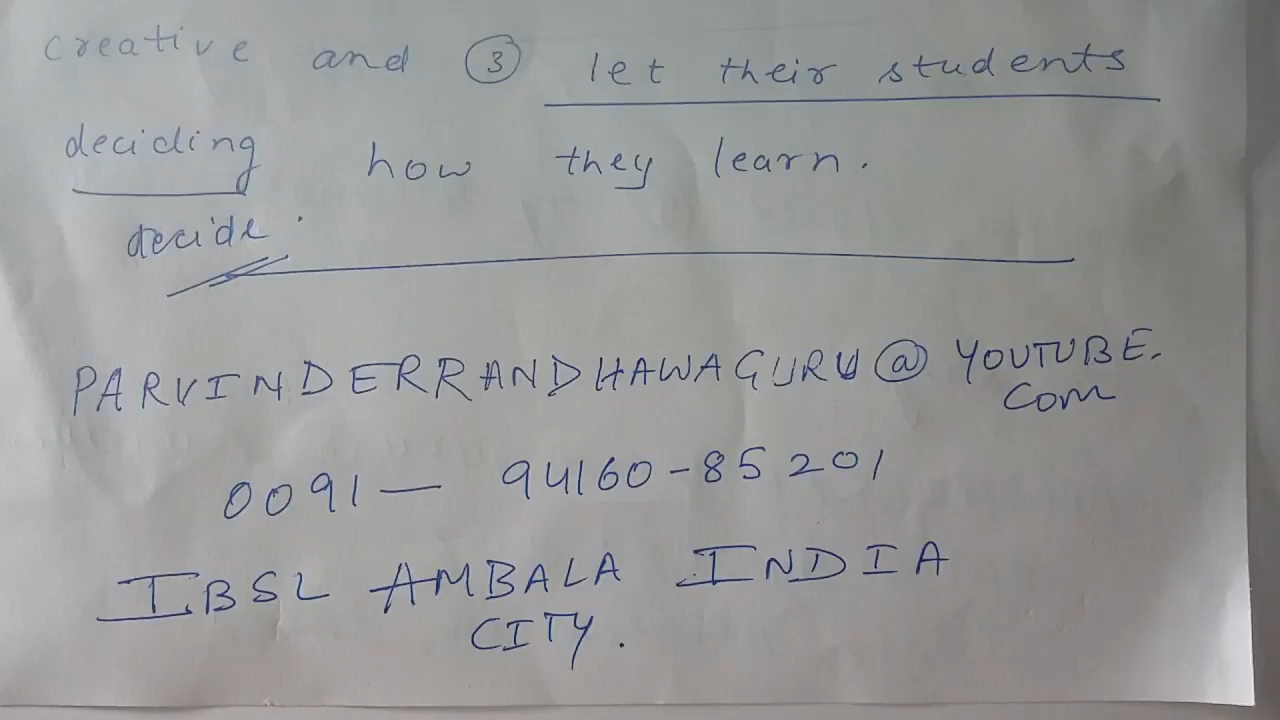 creative and ③ let their students
deciding how they learn.
decide.
PARVINDERRANDHAWAGURU@YOUTUBE.
Com
0091— 94160-85201
IBSL AMBALA INDIA
CITY.